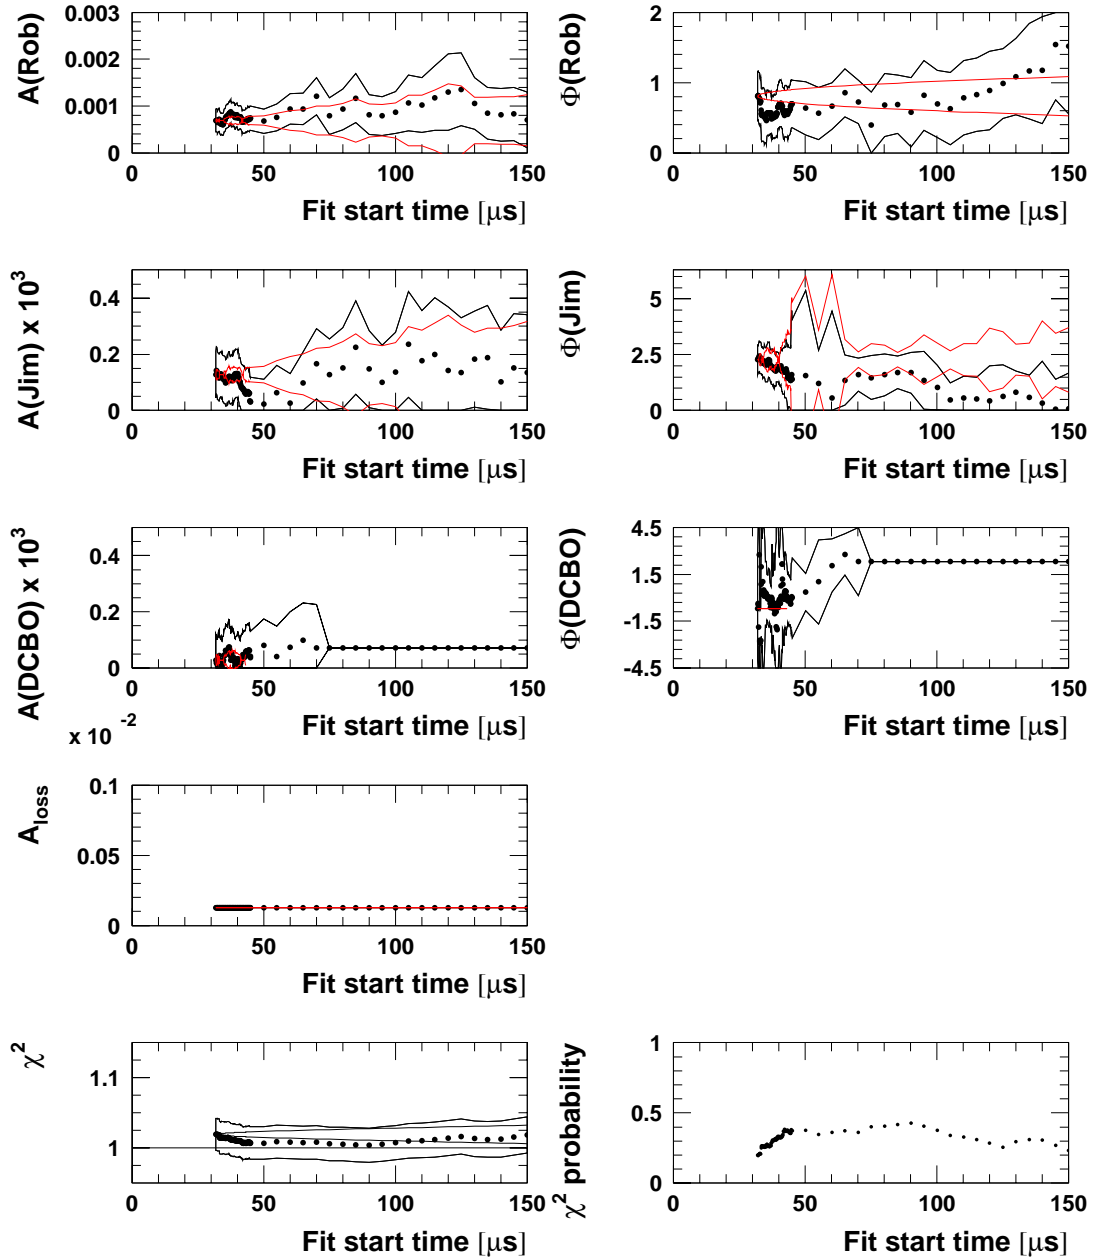 A(Rob)
0.003
0.002
0.001
0
0 50 100 150
Fit start time [μs]
Φ(Rob)
2
1
0
0 50 100 150
Fit start time [μs]
A(Jim) x 10³
0.4
0.2
0
0 50 100 150
Fit start time [μs]
Φ(Jim)
5
2.5
0
0 50 100 150
Fit start time [μs]
A(DCBO) x 10³
0.4
0.2
0
0 50 100 150
Fit start time [μs]
Φ(DCBO)
4.5
1.5
-1.5
-4.5
0 50 100 150
Fit start time [μs]
x 10⁻²
A_loss
0.1
0.05
0
0 50 100 150
Fit start time [μs]
χ²
1.1
1
0 50 100 150
Fit start time [μs]
χ² probability
1
0.5
0
0 50 100 150
Fit start time [μs]